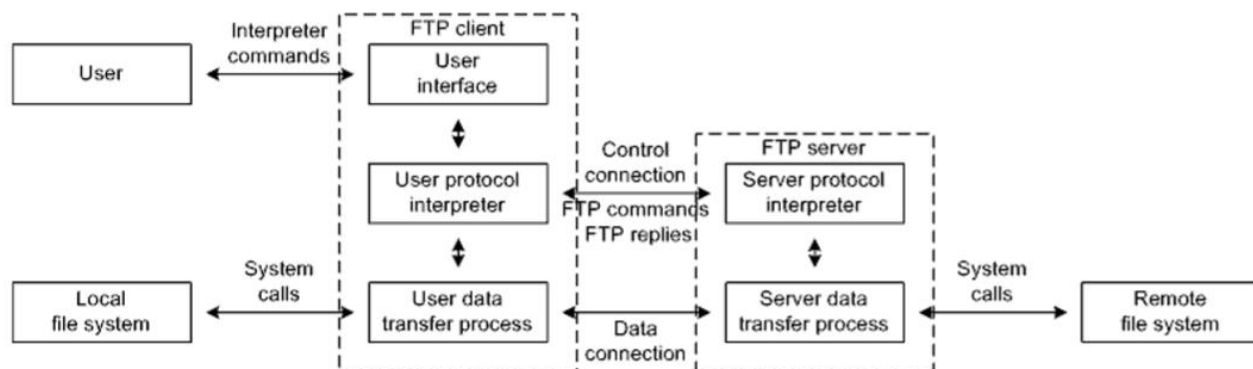 FTP client
Interpreter
commands
User
User
interface
Control
connection
FTP server
User protocol
interpreter
Server protocol
interpreter
FTP commands
FTP replies
System
calls
System
calls
Local
file system
User data
transfer process
Server data
transfer process
Remote
file system
Data
connection